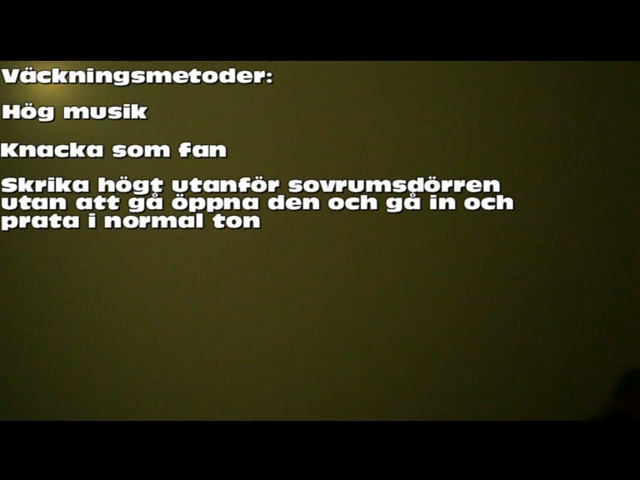 Väckningsmetoder:
Hög musik
Knacka som fan
Skrika högt utanför sovrumsdörren
utan att gå öppna den och gå in och
prata i normal ton